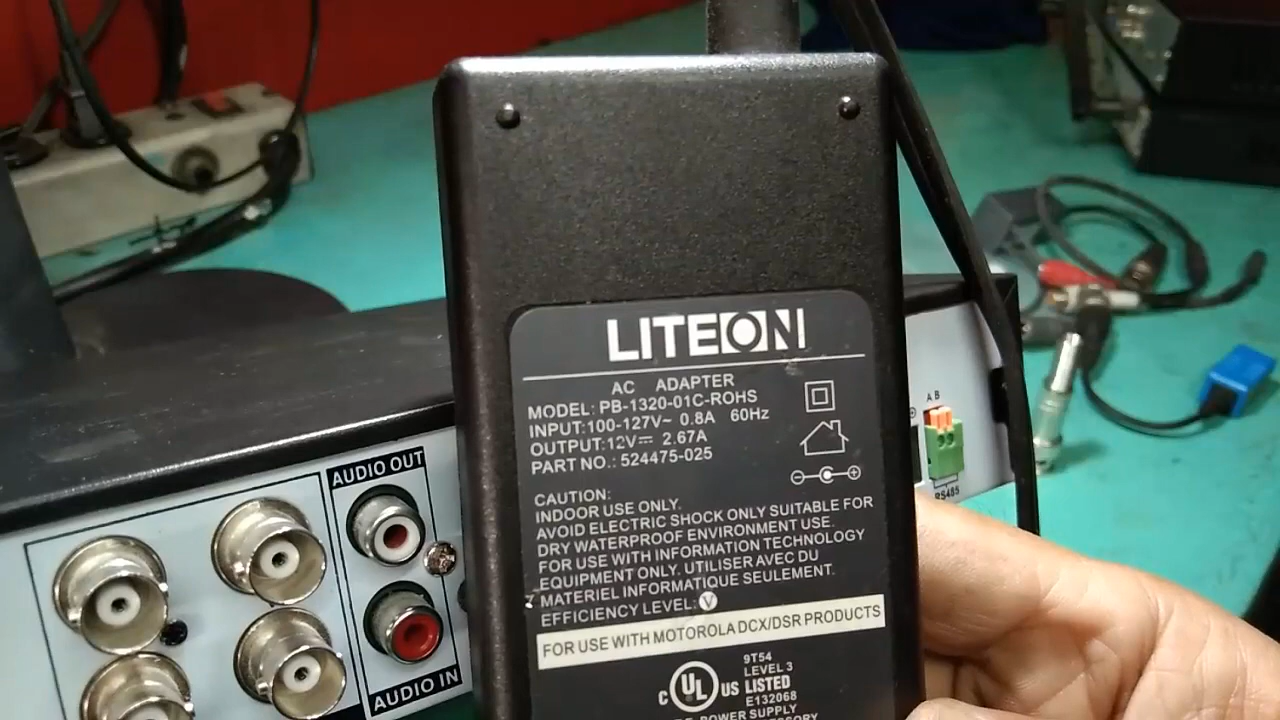 LITEON
AC ADAPTER
MODEL: PB-1320-01C-ROHS
INPUT:100-127V~ 0.8A 60Hz
OUTPUT:12V⎓ 2.67A
PART NO.: 524475-025
CAUTION:
INDOOR USE ONLY.
AVOID ELECTRIC SHOCK ONLY SUITABLE FOR
DRY WATERPROOF ENVIRONMENT USE.
FOR USE WITH INFORMATION TECHNOLOGY
EQUIPMENT ONLY. UTILISER AVEC DU
MATERIEL INFORMATIQUE SEULEMENT.
EFFICIENCY LEVEL: V
FOR USE WITH MOTOROLA DCX/DSR PRODUCTS
C UL US LISTED
9T54
LEVEL 3
E132068
POWER SUPPLY
AUDIO OUT
AUDIO IN
A B
RS485